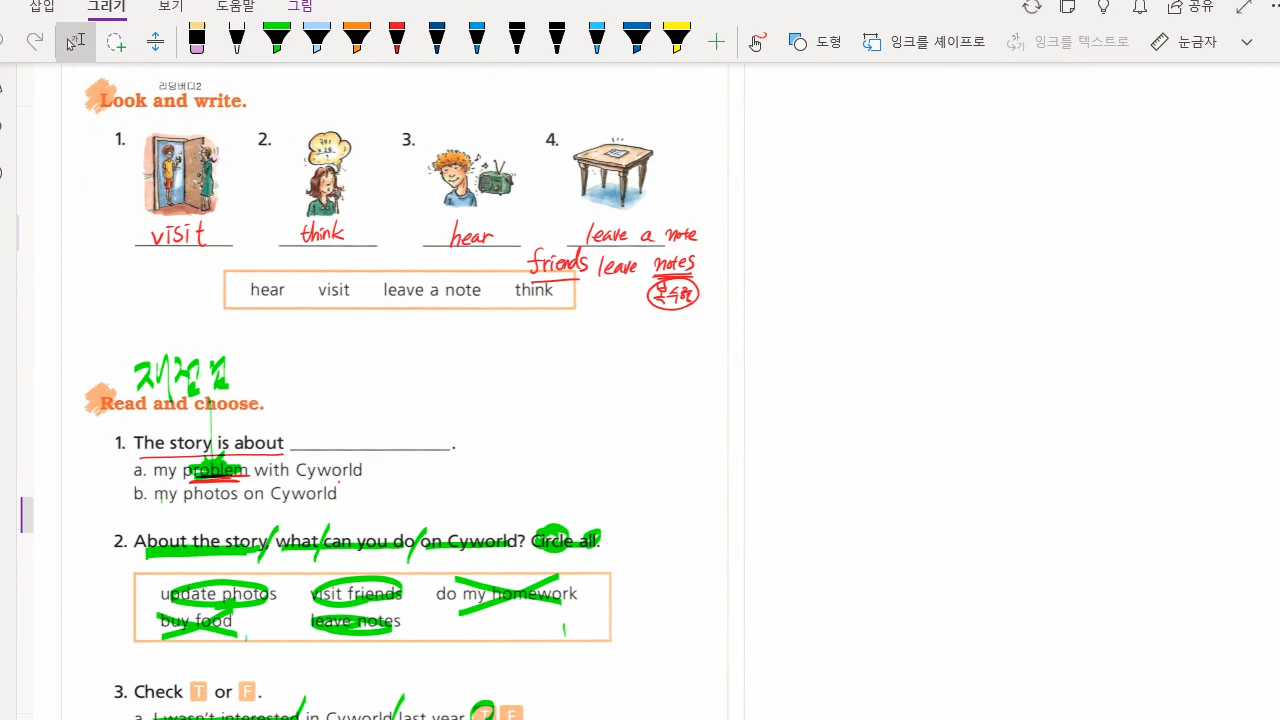 삽입 그리기 보기 도움말 그림
공유
도형 잉크를 셰이프로 잉크를 텍스트로 눈금자
리딩버디2
Look and write.
1. 2. 3. 4.
visit think hear leave a note
friends leave notes
복수형
hear visit leave a note think
Read and choose.
1. The story is about ____________________.
a. my problem with Cyworld
b. my photos on Cyworld
2. About the story, what can you do on Cyworld? Circle all.
update photos visit friends do my homework
buy food leave notes
3. Check T or F.
a. I wasn't interested in Cyworld last year. T F